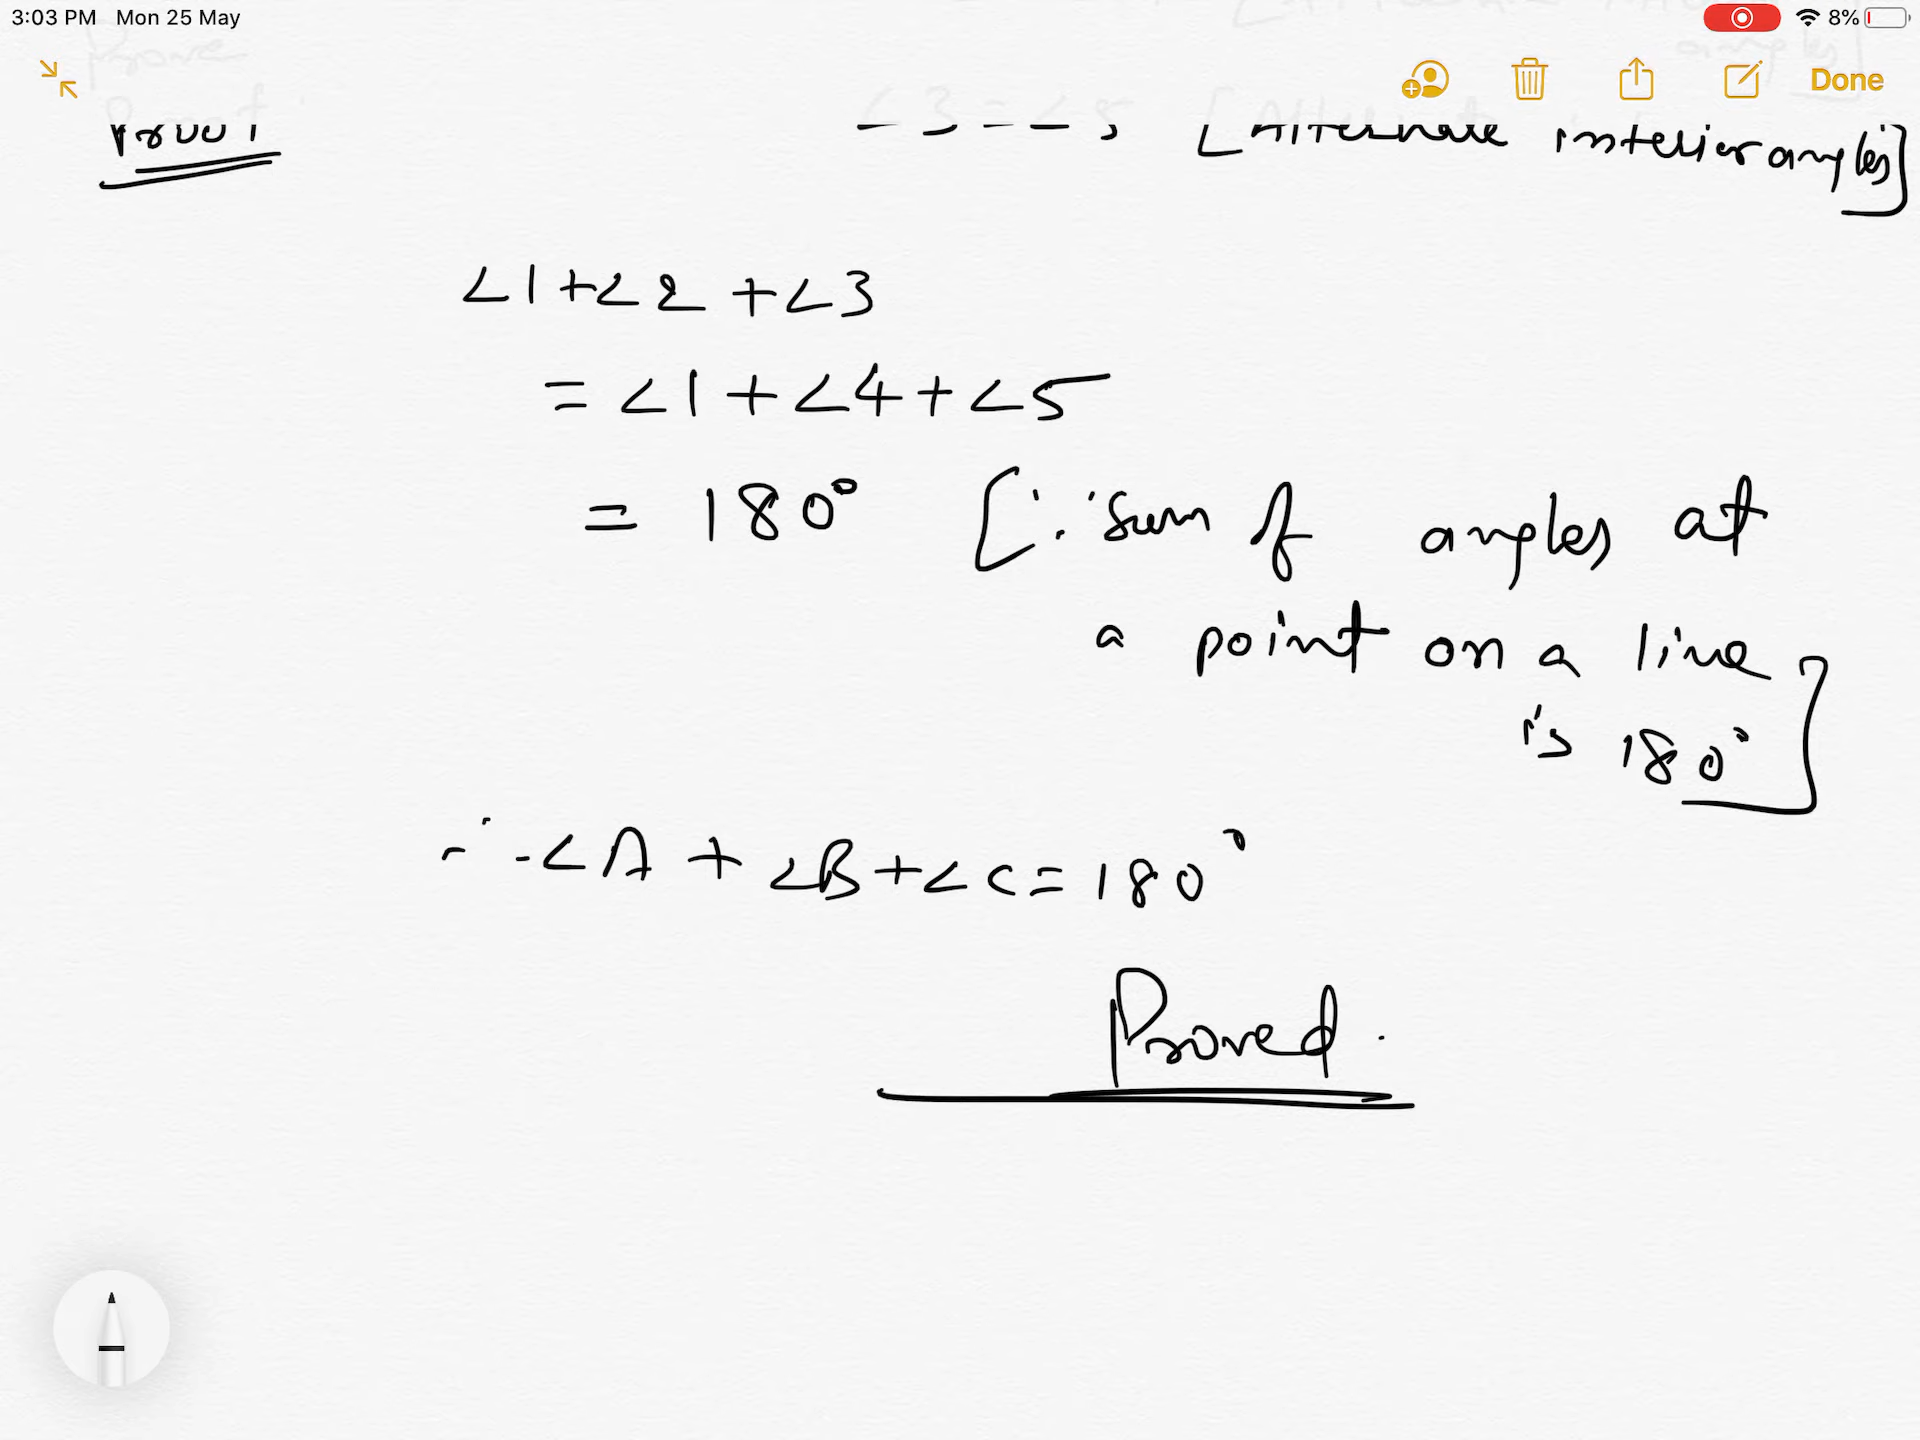 3:03 PM Mon 25 May 8%
Done
Prove
Proof
∠3 = ∠5 [Alternate interior angles]
∠1 + ∠2 + ∠3
= ∠1 + ∠4 + ∠5
= 180° [∵ sum of angles at
a point on a line
is 180°]
∴ ∠A + ∠B + ∠C = 180°
Proved.